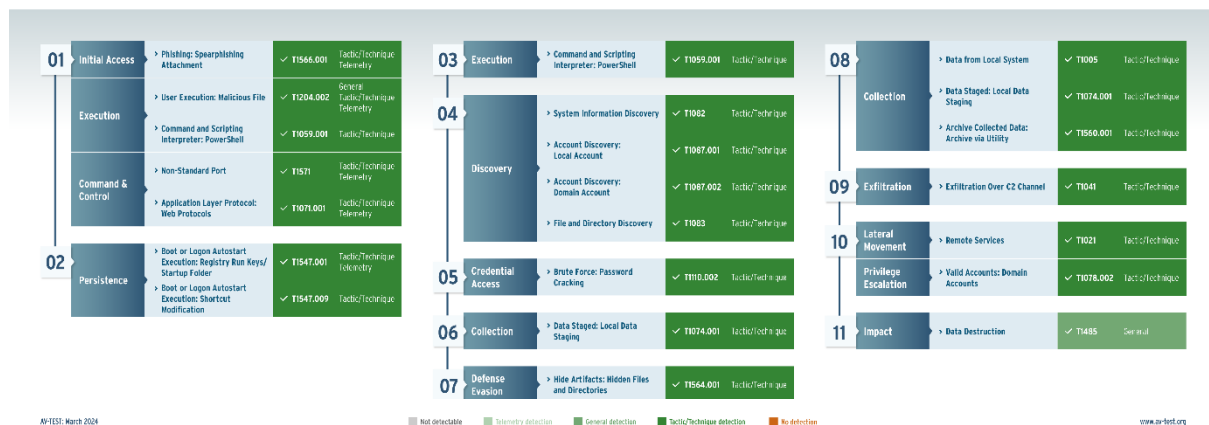 01
Initial Access
> Phishing: Spearphishing
Attachment
✓ T1566.001
Tactic/Technique
Telemetry
Execution
> User Execution: Malicious File
✓ T1204.002
General
Tactic/Technique
Telemetry
> Command and Scripting
Interpreter: PowerShell
✓ T1059.001
Tactic/Technique
Command &
Control
> Non-Standard Port
✓ T1571
Tactic/Technique
Telemetry
> Application Layer Protocol:
Web Protocols
✓ T1071.001
Tactic/Technique
Telemetry
02
Persistence
> Boot or Logon Autostart
Execution: Registry Run Keys/
Startup Folder
✓ T1547.001
Tactic/Technique
Telemetry
> Boot or Logon Autostart
Execution: Shortcut
Modification
✓ T1547.009
Tactic/Technique
03
Execution
> Command and Scripting
Interpreter: PowerShell
✓ T1059.001
Tactic/Technique
04
Discovery
> System Information Discovery
✓ T1082
Tactic/Technique
> Account Discovery:
Local Account
✓ T1087.001
Tactic/Technique
> Account Discovery:
Domain Account
✓ T1087.002
Tactic/Technique
> File and Directory Discovery
✓ T1083
Tactic/Technique
05
Credential
Access
> Brute Force: Password
Cracking
✓ T1110.002
Tactic/Technique
06
Collection
> Data Staged: Local Data
Staging
✓ T1074.001
Tactic/Technique
07
Defense
Evasion
> Hide Artifacts: Hidden Files
and Directories
✓ T1564.001
Tactic/Technique
08
Collection
> Data from Local System
✓ T1005
Tactic/Technique
> Data Staged: Local Data
Staging
✓ T1074.001
Tactic/Technique
> Archive Collected Data:
Archive via Utility
✓ T1560.001
Tactic/Technique
09
Exfiltration
> Exfiltration Over C2 Channel
✓ T1041
Tactic/Technique
10
Lateral
Movement
> Remote Services
✓ T1021
Tactic/Technique
Privilege
Escalation
> Valid Accounts: Domain
Accounts
✓ T1078.002
Tactic/Technique
11
Impact
> Data Destruction
✓ T1485
General
AV-TEST: March 2024
Not detectable
Telemetry detection
General detection
Tactic/Technique detection
No detection
www.av-test.org